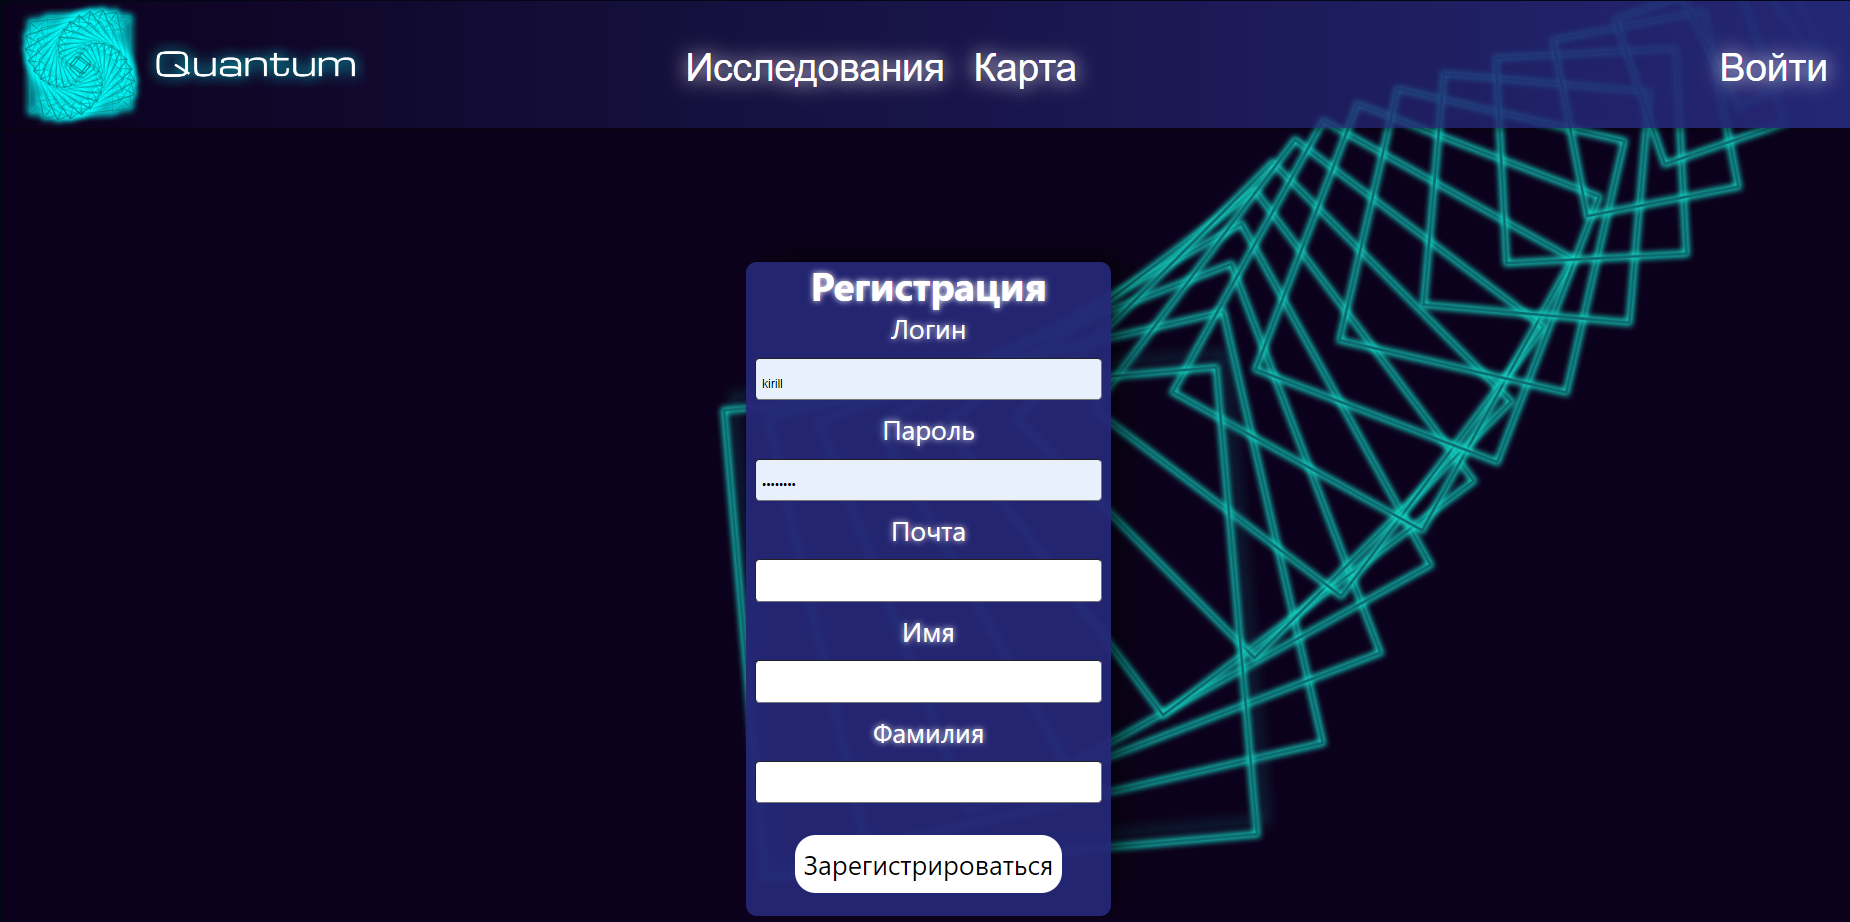 Quantum
Исследования Карта
Войти
Регистрация
Логин
kirill
Пароль
••••••••
Почта
Имя
Фамилия
Зарегистрироваться